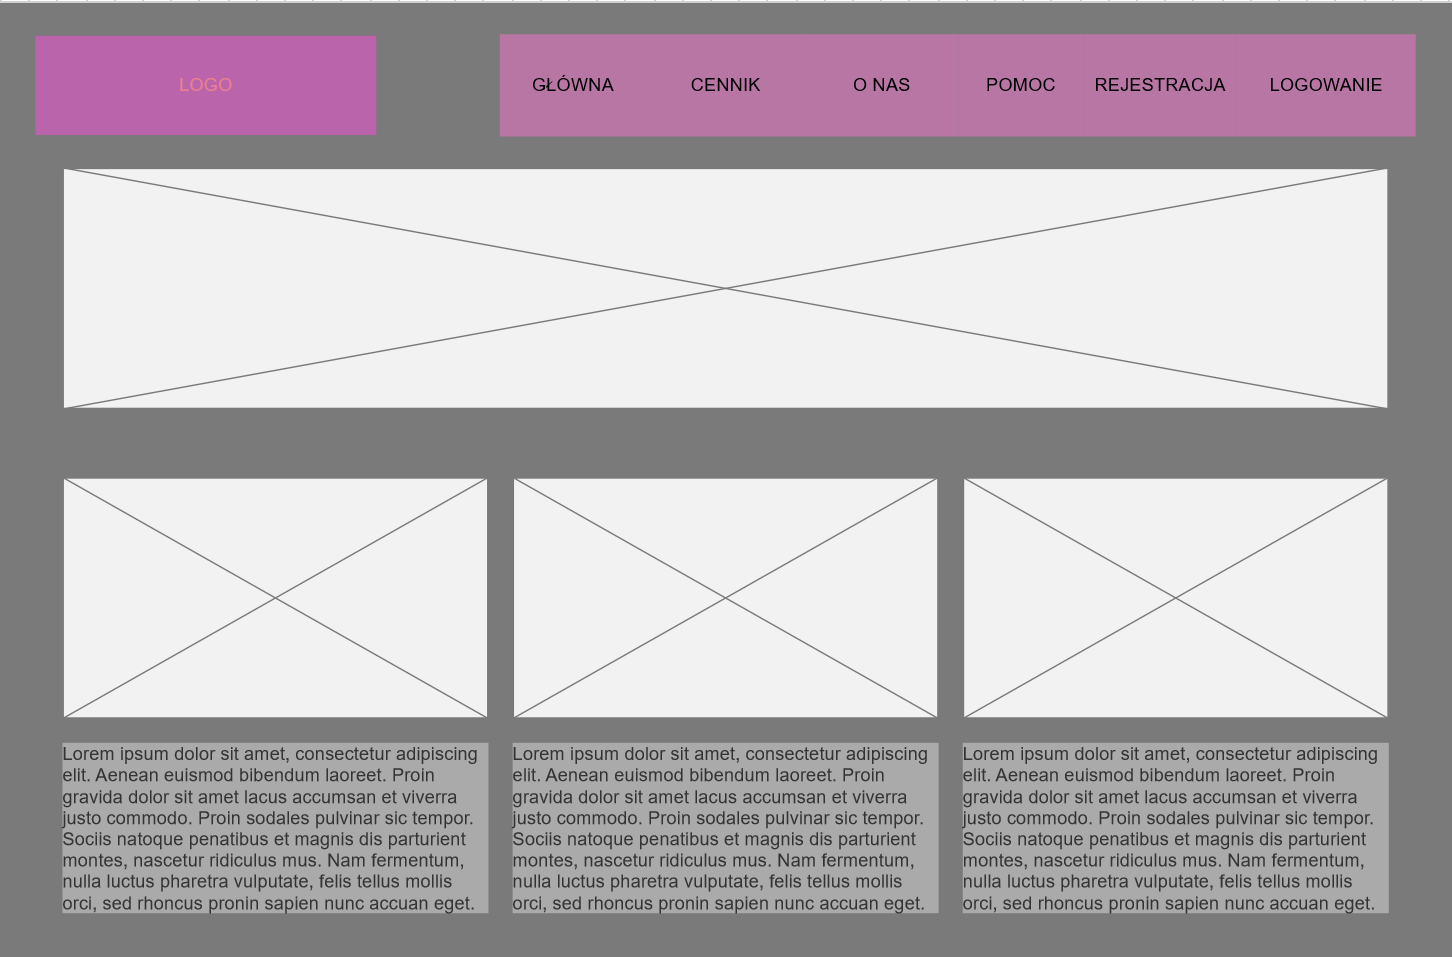 LOGO
GŁÓWNA CENNIK O NAS POMOC REJESTRACJA LOGOWANIE
Lorem ipsum dolor sit amet, consectetur adipiscing
elit. Aenean euismod bibendum laoreet. Proin
gravida dolor sit amet lacus accumsan et viverra
justo commodo. Proin sodales pulvinar sic tempor.
Sociis natoque penatibus et magnis dis parturient
montes, nascetur ridiculus mus. Nam fermentum,
nulla luctus pharetra vulputate, felis tellus mollis
orci, sed rhoncus pronin sapien nunc accuan eget.
Lorem ipsum dolor sit amet, consectetur adipiscing
elit. Aenean euismod bibendum laoreet. Proin
gravida dolor sit amet lacus accumsan et viverra
justo commodo. Proin sodales pulvinar sic tempor.
Sociis natoque penatibus et magnis dis parturient
montes, nascetur ridiculus mus. Nam fermentum,
nulla luctus pharetra vulputate, felis tellus mollis
orci, sed rhoncus pronin sapien nunc accuan eget.
Lorem ipsum dolor sit amet, consectetur adipiscing
elit. Aenean euismod bibendum laoreet. Proin
gravida dolor sit amet lacus accumsan et viverra
justo commodo. Proin sodales pulvinar sic tempor.
Sociis natoque penatibus et magnis dis parturient
montes, nascetur ridiculus mus. Nam fermentum,
nulla luctus pharetra vulputate, felis tellus mollis
orci, sed rhoncus pronin sapien nunc accuan eget.